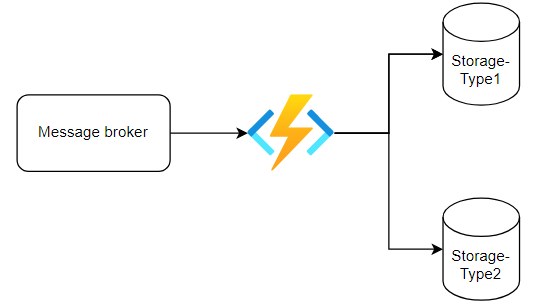 Storage-
Type1
Message broker
Storage-
Type2